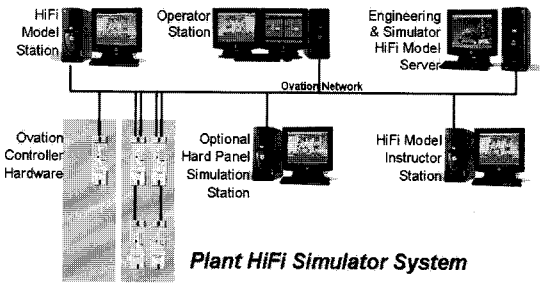 HiFi
Model
Station
Operator
Station
Engineering
& Simulator
HiFi Model
Server
Ovation Network
Ovation
Controller
Hardware
Optional
Hard Panel
Simulation
Station
HiFi Model
Instructor
Station
Plant HiFi Simulator System